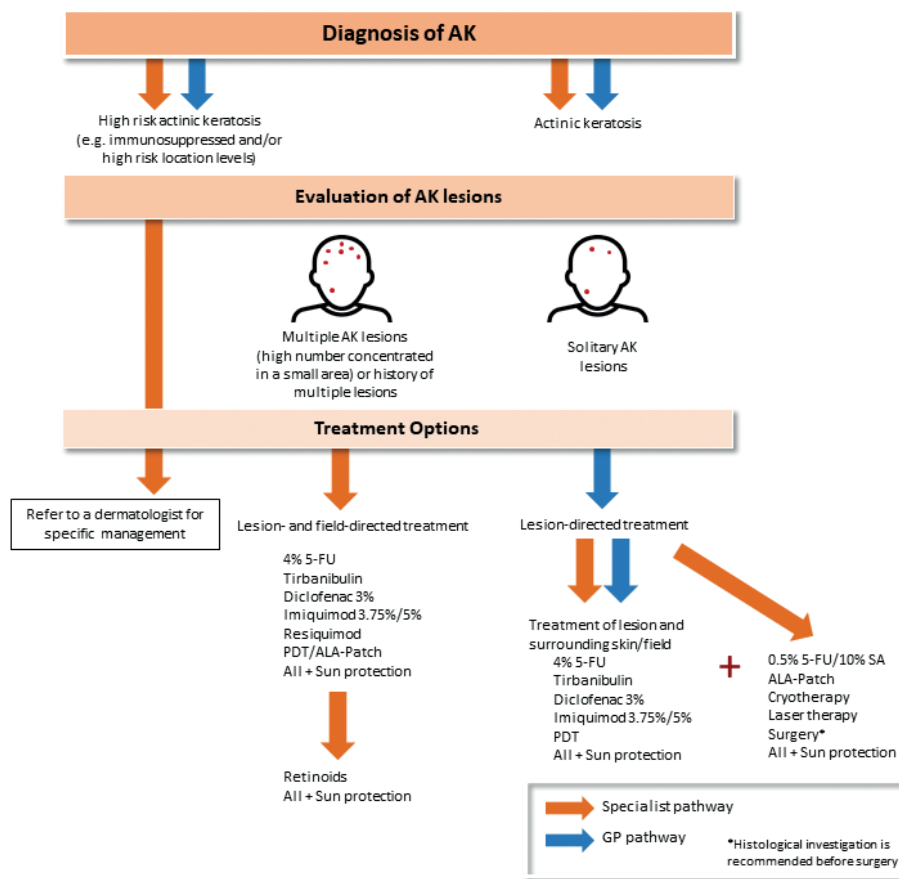 Diagnosis of AK
High risk actinic keratosis
(e.g. immunosuppressed and/or
high risk location levels)
Actinic keratosis
Evaluation of AK lesions
Multiple AK lesions
(high number concentrated
in a small area) or history of
multiple lesions
Solitary AK
lesions
Treatment Options
Refer to a dermatologist for
specific management
Lesion- and field-directed treatment
4% 5-FU
Tirbanibulin
Diclofenac 3%
Imiquimod 3.75%/5%
Resiquimod
PDT/ALA-Patch
All + Sun protection
Retinoids
All + Sun protection
Lesion-directed treatment
Treatment of lesion and
surrounding skin/field
4% 5-FU
Tirbanibulin
Diclofenac 3%
Imiquimod 3.75%/5%
PDT
All + Sun protection
+
0.5% 5-FU/10% SA
ALA-Patch
Cryotherapy
Laser therapy
Surgery*
All + Sun protection
Specialist pathway
GP pathway
*Histological investigation is
recommended before surgery